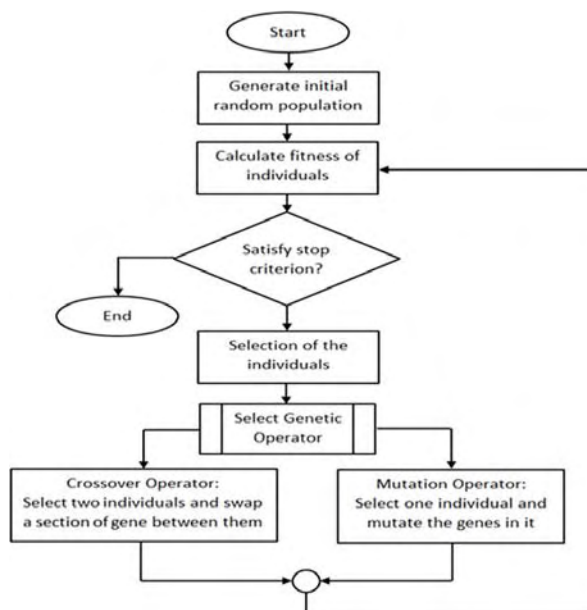 Start
Generate initial
random population
Calculate fitness of
individuals
Satisfy stop
criterion?
End
Selection of the
individuals
Select Genetic
Operator
Crossover Operator:
Select two individuals and swap
a section of gene between them
Mutation Operator:
Select one individual and
mutate the genes in it